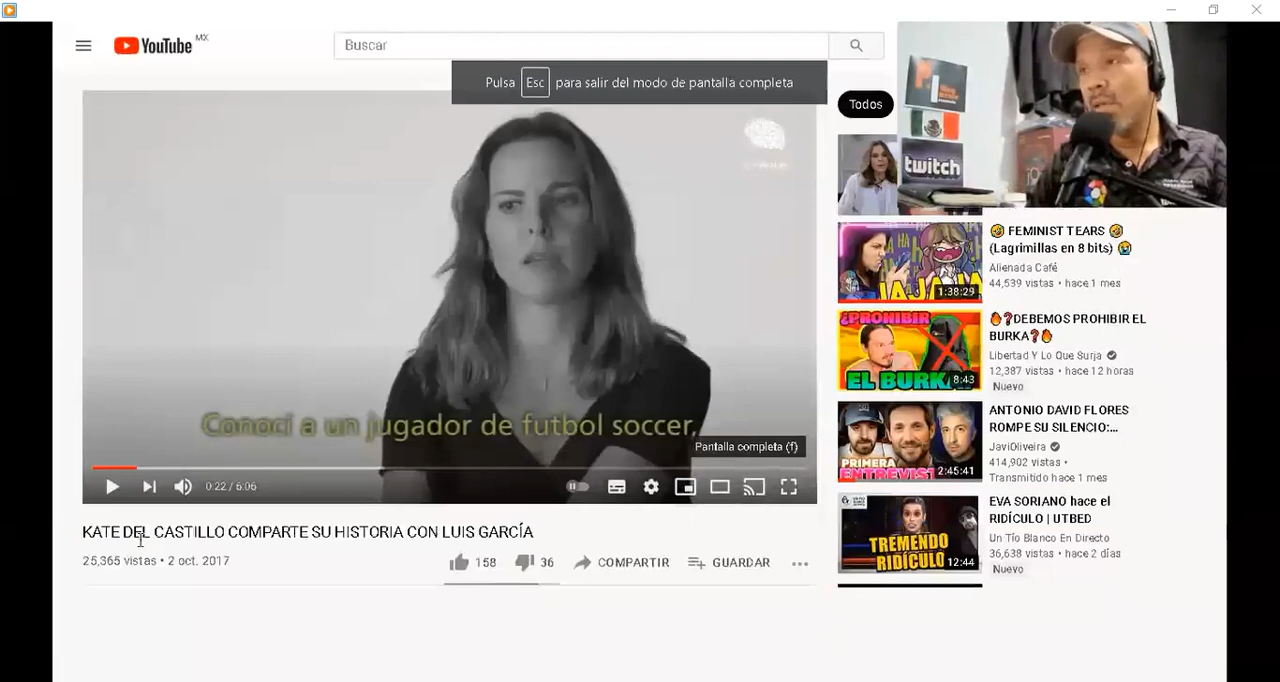 YouTube MX
Buscar
Pulsa Esc para salir del modo de pantalla completa
Todos
twitch
Conocí a un jugador de futbol soccer,
Pantalla completa (f)
0:22 / 6:06
KATE DEL CASTILLO COMPARTE SU HISTORIA CON LUIS GARCÍA
25,365 vistas • 2 oct. 2017
158
36
COMPARTIR
GUARDAR
1:38:29
🤣 FEMINIST TEARS 🤣
(Lagrimillas en 8 bits) 😭
Alienada Café
44,539 vistas • hace 1 mes
¿PROHIBIR
EL BURKA
8:43
🔥❓DEBEMOS PROHIBIR EL
BURKA❓🔥
Libertad Y Lo Que Surja
12,387 vistas • hace 12 horas
Nuevo
PRIMERA
ENTREVIST
2:45:41
ANTONIO DAVID FLORES
ROMPE SU SILENCIO:...
JaviOliveira
414,902 vistas •
Transmitido hace 1 mes
TREMENDO
RIDÍCULO
12:44
EVA SORIANO hace el
RIDÍCULO | UTBED
Un Tío Blanco En Directo
36,638 vistas • hace 2 días
Nuevo